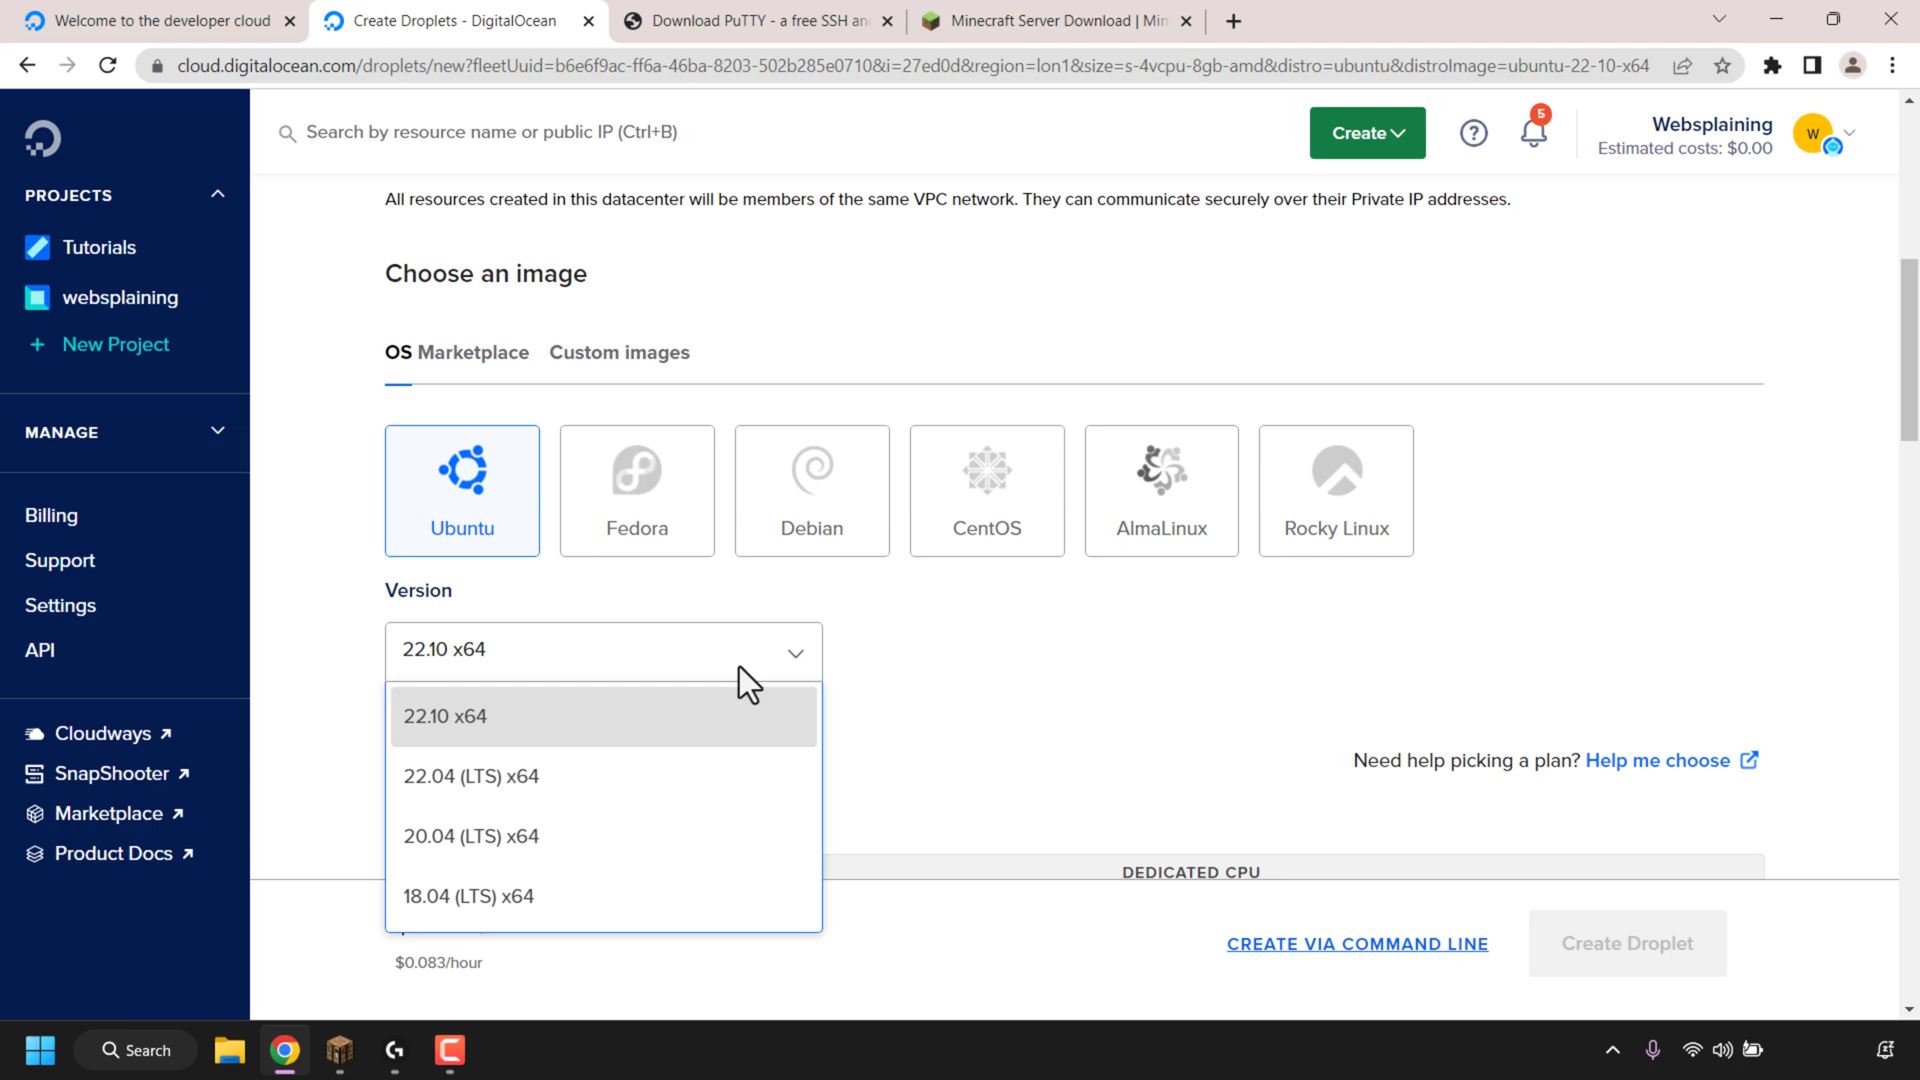 Welcome to the developer cloud
Create Droplets - DigitalOcean
Download PuTTY - a free SSH an
Minecraft Server Download | Min
cloud.digitalocean.com/droplets/new?fleetUuid=b6e6f9ac-ff6a-46ba-8203-502b285e0710&i=27ed0d&region=lon1&size=s-4vcpu-8gb-amd&distro=ubuntu&distroImage=ubuntu-22-10-x64
Search by resource name or public IP (Ctrl+B)
Create
5
Websplaining
Estimated costs: $0.00
W
PROJECTS
Tutorials
websplaining
+ New Project
MANAGE
Billing
Support
Settings
API
Cloudways
SnapShooter
Marketplace
Product Docs
All resources created in this datacenter will be members of the same VPC network. They can communicate securely over their Private IP addresses.
Choose an image
OS Marketplace Custom images
Ubuntu
Fedora
Debian
CentOS
AlmaLinux
Rocky Linux
Version
22.10 x64
22.10 x64
22.04 (LTS) x64
20.04 (LTS) x64
18.04 (LTS) x64
Need help picking a plan? Help me choose
DEDICATED CPU
$0.083/hour
CREATE VIA COMMAND LINE
Create Droplet
Search